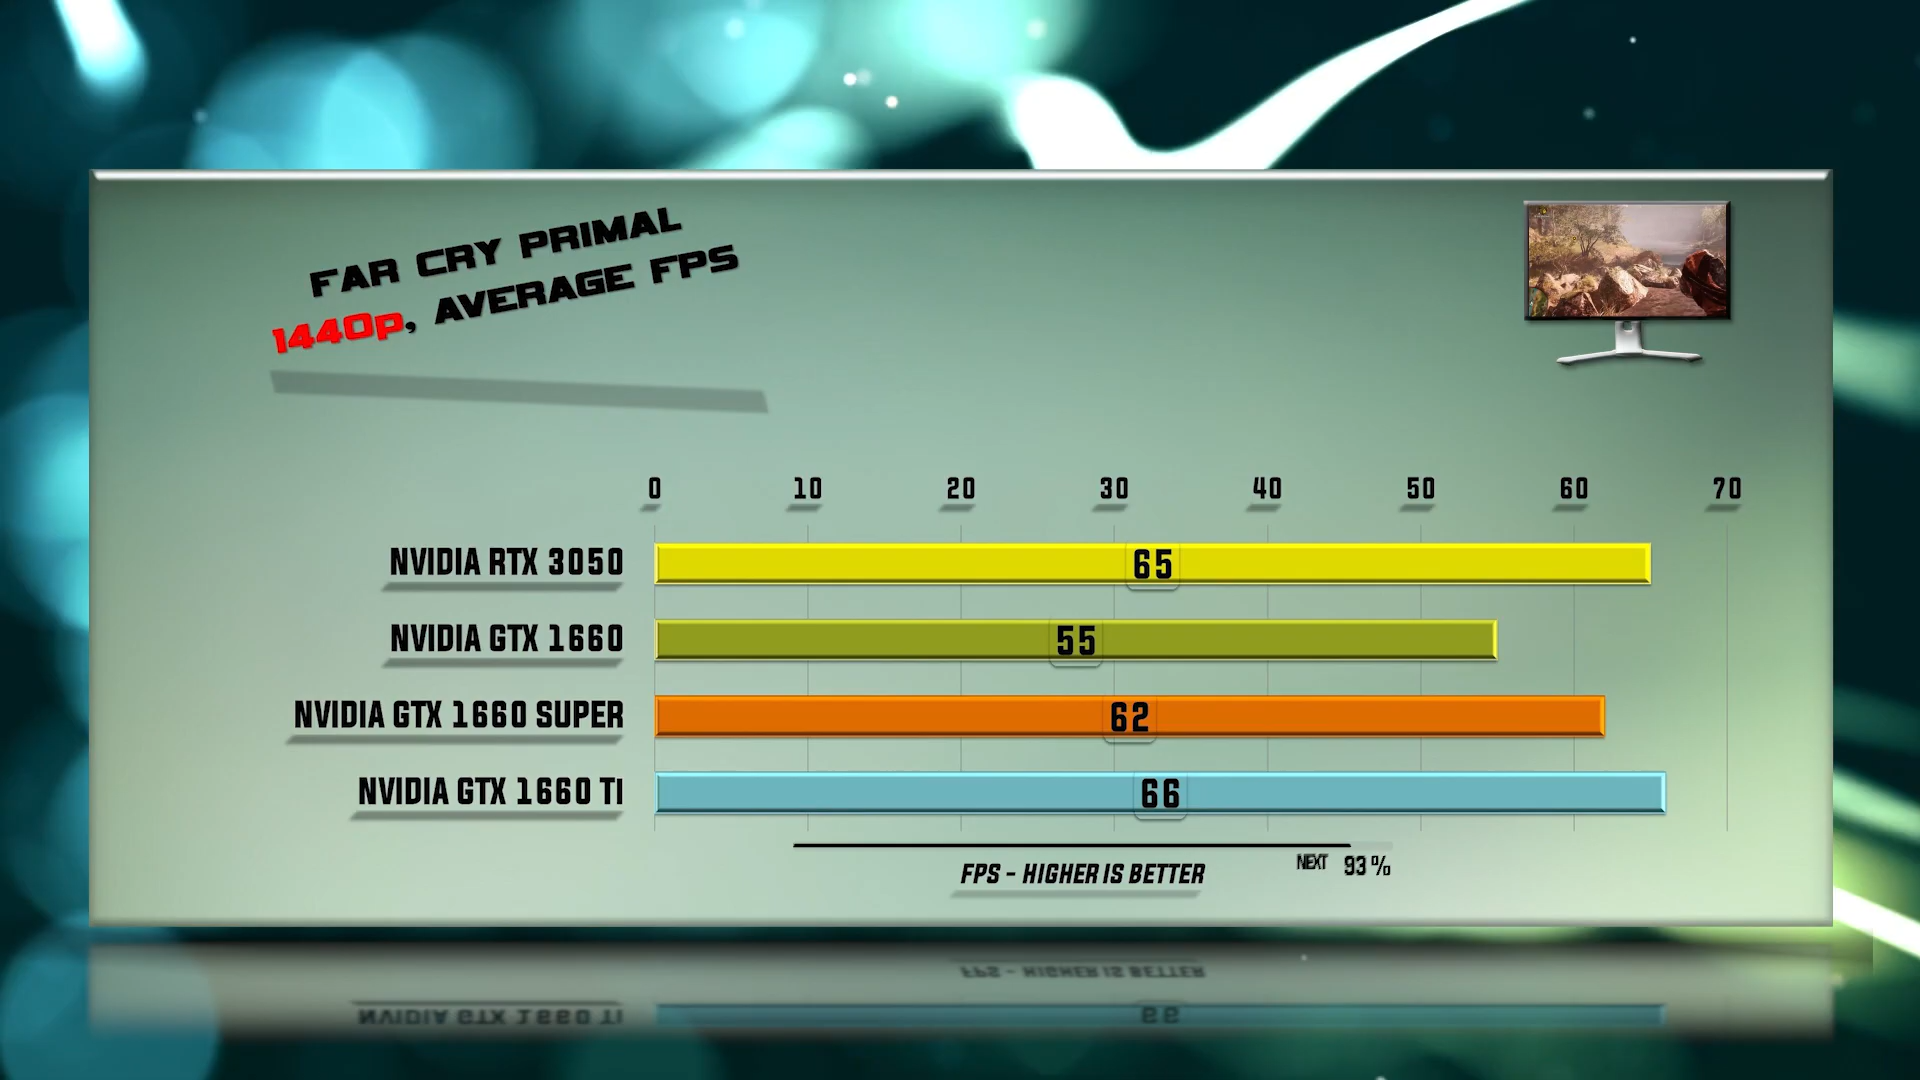 FAR CRY PRIMAL
1440p, AVERAGE FPS
0 10 20 30 40 50 60 70
NVIDIA RTX 3050 65
NVIDIA GTX 1660 55
NVIDIA GTX 1660 SUPER 62
NVIDIA GTX 1660 TI 66
FPS - HIGHER IS BETTER
NEXT 93 %